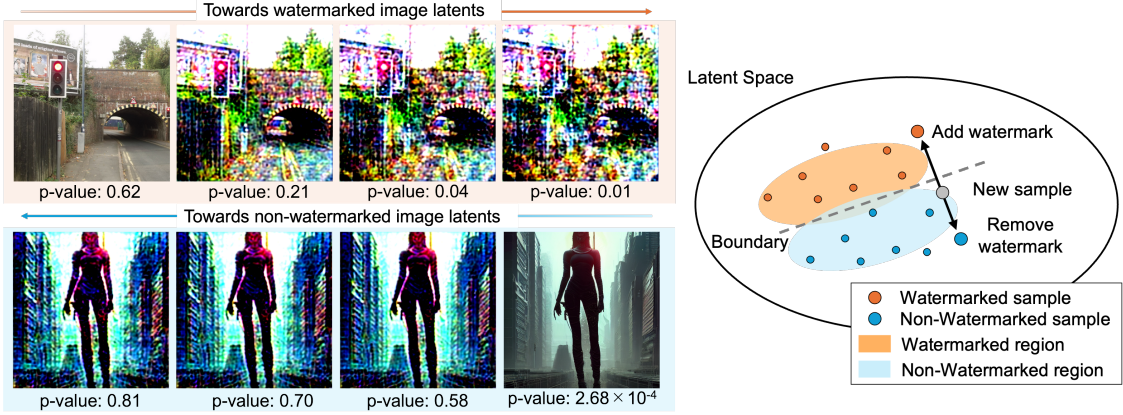 Towards watermarked image latents
p-value: 0.62
p-value: 0.21
p-value: 0.04
p-value: 0.01
Towards non-watermarked image latents
p-value: 0.81
p-value: 0.70
p-value: 0.58
p-value: 2.68 × 10⁻⁴
Latent Space
Add watermark
New sample
Remove
watermark
Boundary
Watermarked sample
Non-Watermarked sample
Watermarked region
Non-Watermarked region